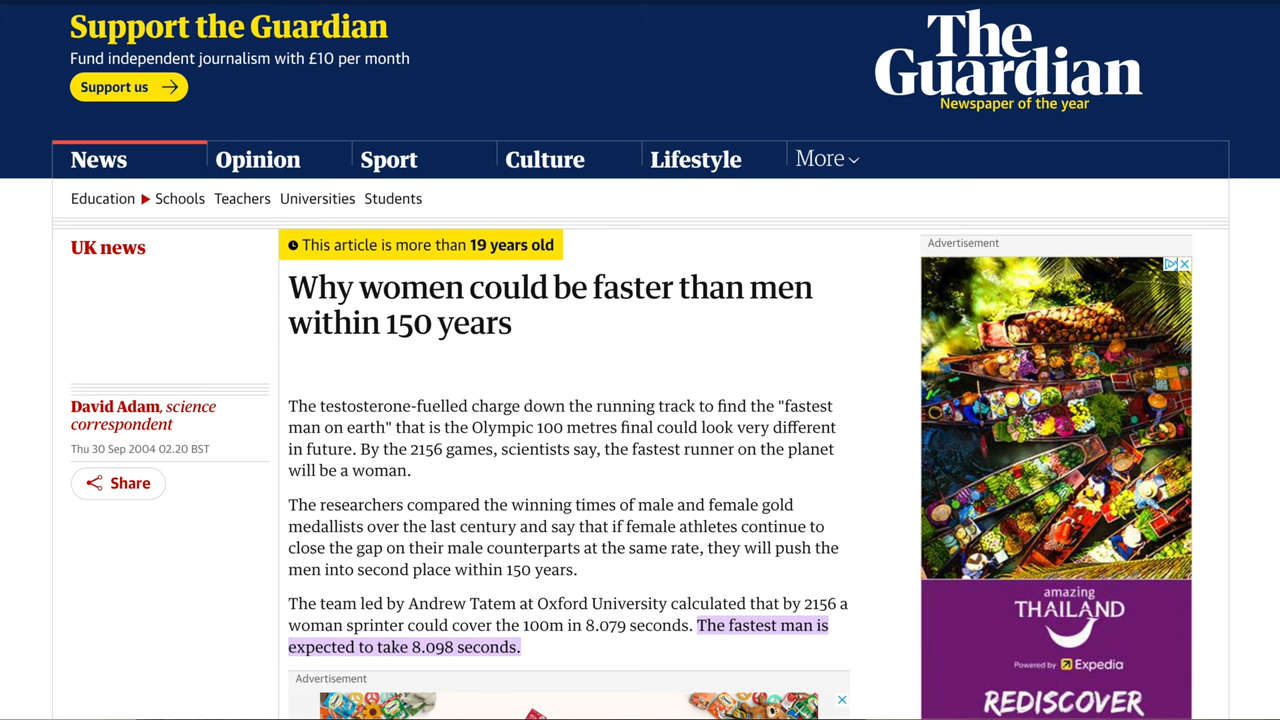 Support the Guardian
Fund independent journalism with £10 per month
Support us
The
Guardian
Newspaper of the year
News
Opinion
Sport
Culture
Lifestyle
More
Education
Schools
Teachers
Universities
Students
UK news
This article is more than 19 years old
Why women could be faster than men
within 150 years
David Adam, science
correspondent
Thu 30 Sep 2004 02.20 BST
Share
The testosterone-fuelled charge down the running track to find the "fastest
man on earth" that is the Olympic 100 metres final could look very different
in future. By the 2156 games, scientists say, the fastest runner on the planet
will be a woman.
The researchers compared the winning times of male and female gold
medallists over the last century and say that if female athletes continue to
close the gap on their male counterparts at the same rate, they will push the
men into second place within 150 years.
The team led by Andrew Tatem at Oxford University calculated that by 2156 a
woman sprinter could cover the 100m in 8.079 seconds. The fastest man is
expected to take 8.098 seconds.
Advertisement
Advertisement
amazing
THAILAND
Powered by Expedia
REDISCOVER